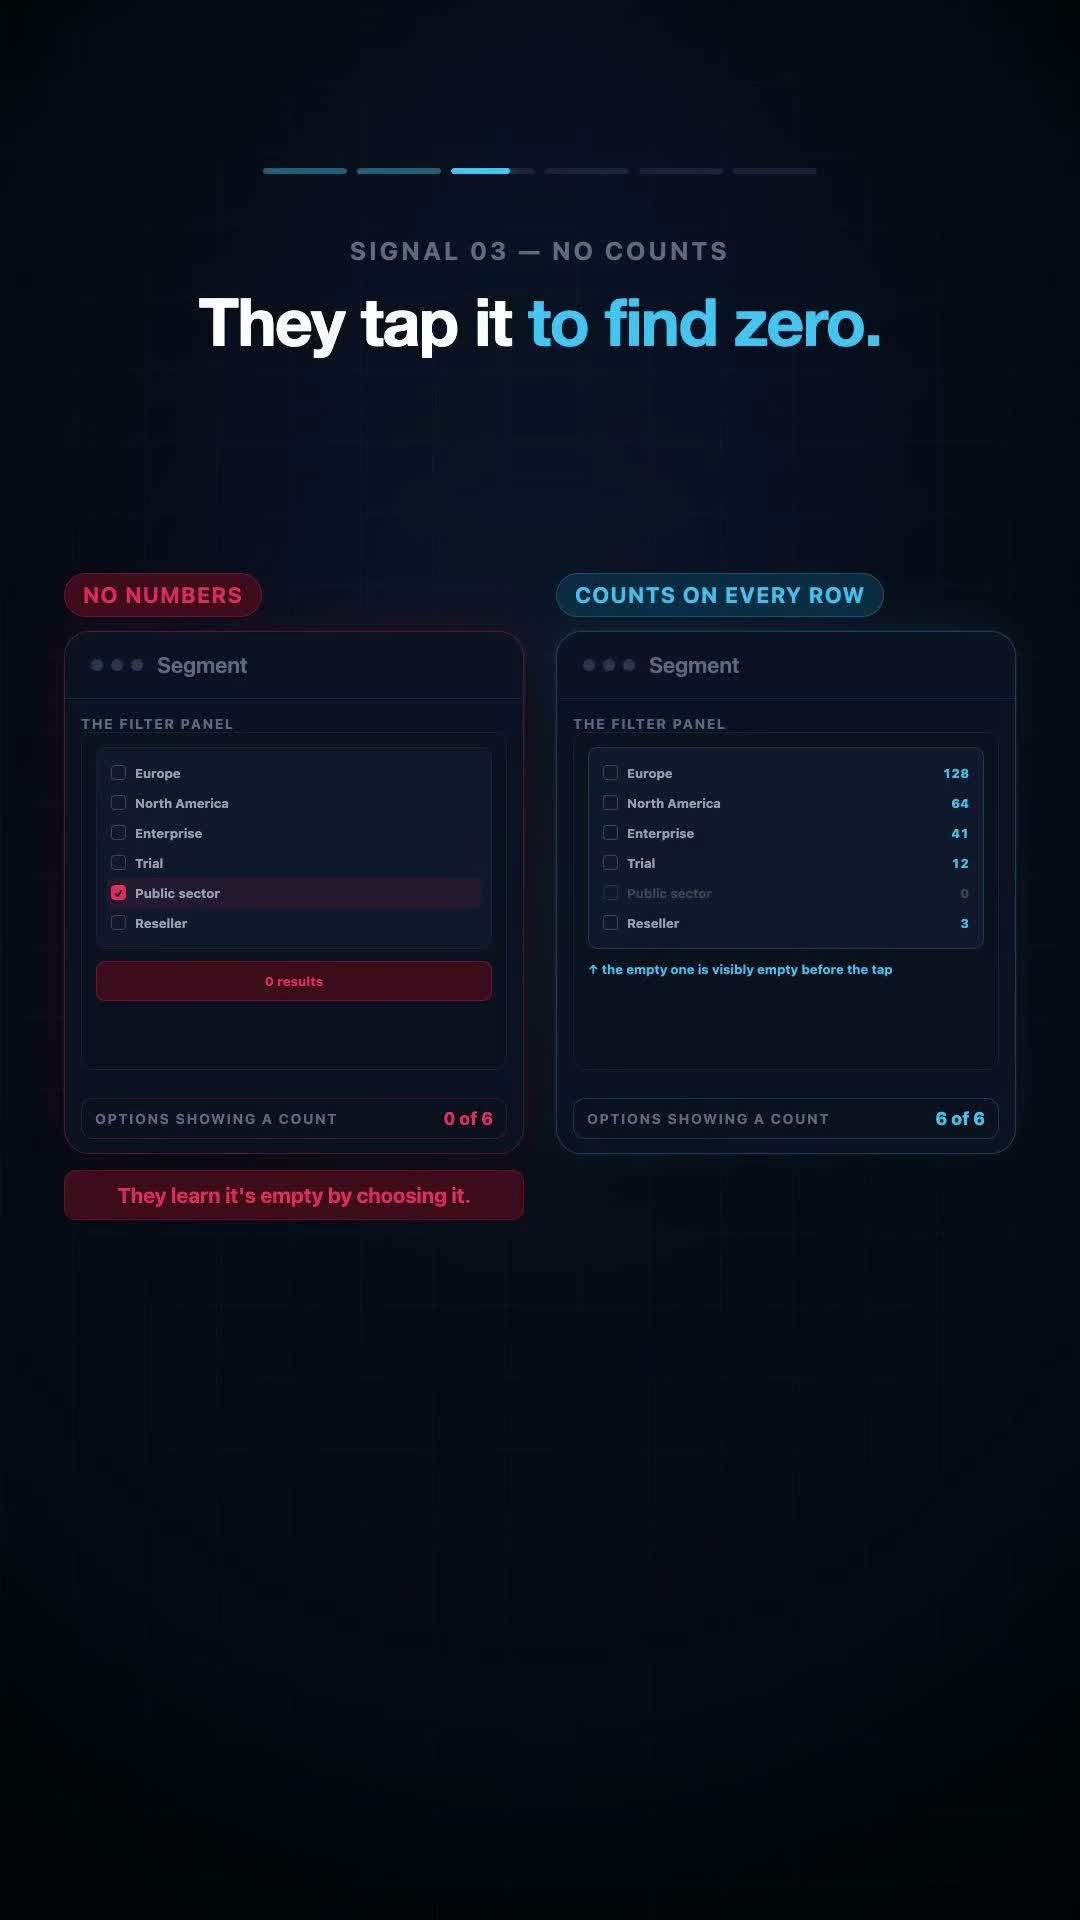 SIGNAL 03 — NO COUNTS
They tap it to find zero.
NO NUMBERS
Segment
THE FILTER PANEL
Europe
North America
Enterprise
Trial
Public sector
Reseller
0 results
OPTIONS SHOWING A COUNT 0 of 6
They learn it's empty by choosing it.
COUNTS ON EVERY ROW
Segment
THE FILTER PANEL
Europe 128
North America 64
Enterprise 41
Trial 12
Public sector 0
Reseller 3
↑ the empty one is visibly empty before the tap
OPTIONS SHOWING A COUNT 6 of 6